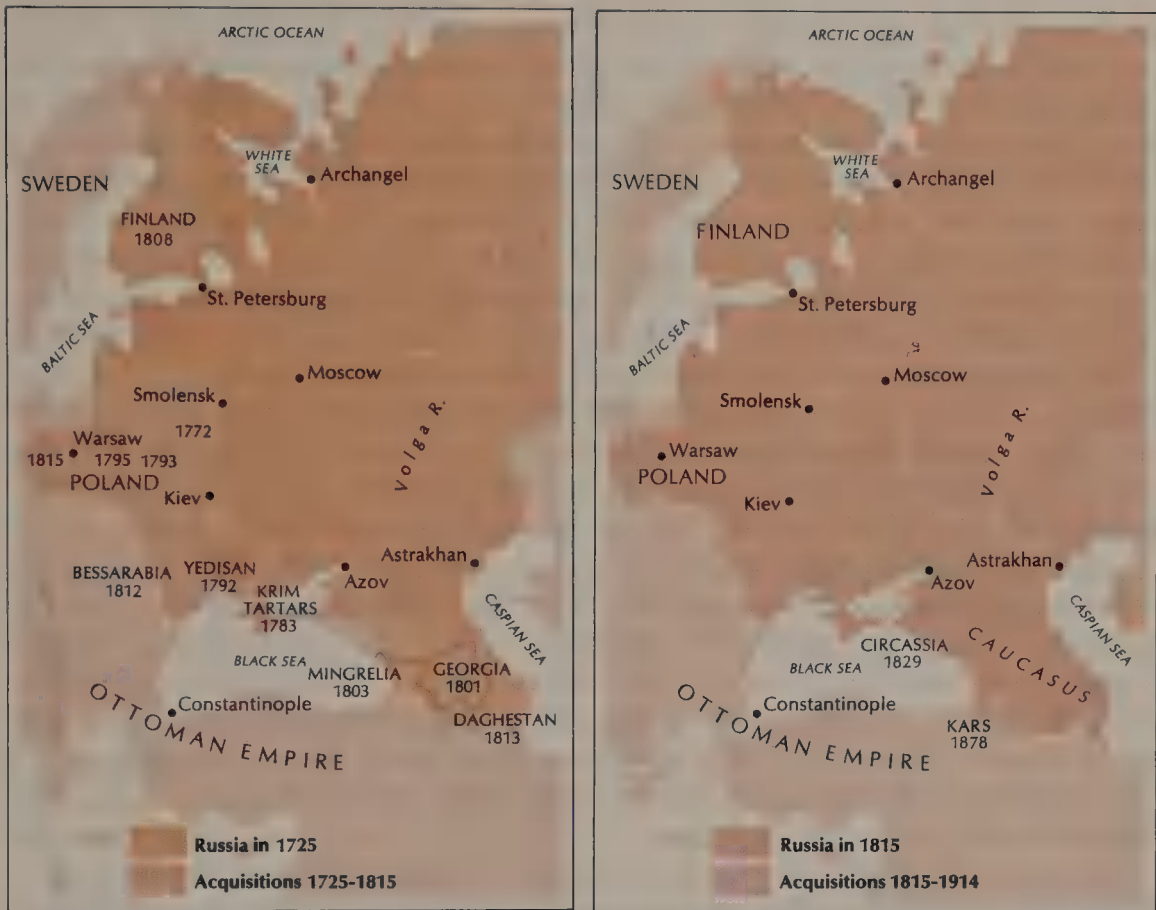 ARCTIC OCEAN
WHITE
SEA
Archangel
SWEDEN
FINLAND
1808
St. Petersburg
BALTIC SEA
Moscow
Smolensk
1772
Volga R.
Warsaw
1815 1795 1793
POLAND
Kiev
Astrakhan
Azov
BESSARABIA
1812
YEDISAN
1792
KRIM
TARTARS
1783
CASPIAN SEA
BLACK SEA
MINGRELIA
1803
GEORGIA
1801
Constantinople
DAGHESTAN
1813
OTTOMAN EMPIRE
Russia in 1725
Acquisitions 1725-1815
ARCTIC OCEAN
WHITE
SEA
Archangel
SWEDEN
FINLAND
St. Petersburg
BALTIC SEA
Moscow
Smolensk
Volga R.
Warsaw
POLAND
Kiev
Astrakhan
Azov
CASPIAN SEA
CIRCASSIA
1829
CAUCASUS
BLACK SEA
Constantinople
KARS
1878
OTTOMAN EMPIRE
Russia in 1815
Acquisitions 1815-1914